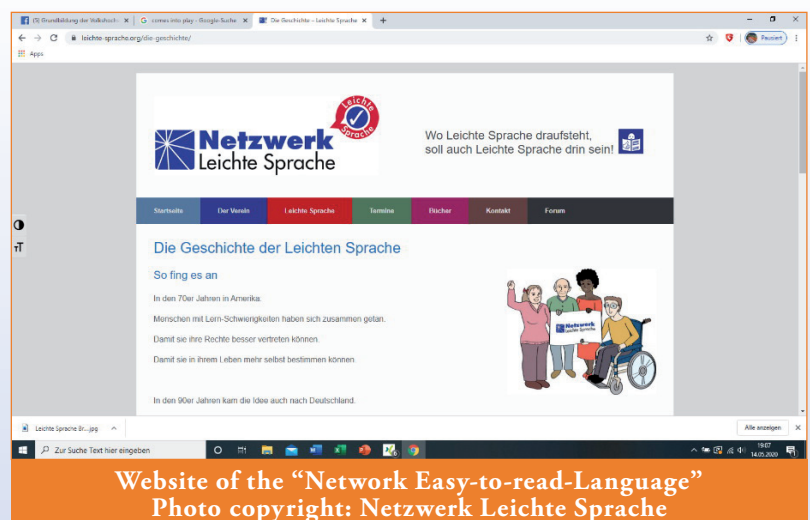 (5) Grundbildung der Volkshoch-
comes into play - Google-Suche
Die Geschichte – Leichte Sprache
leichte-sprache.org/die-geschichte/
Pausiert
Apps
Leichte Sprache
Netzwerk
Leichte Sprache
Wo Leichte Sprache draufsteht,
soll auch Leichte Sprache drin sein!
Startseite Der Verein Leichte Sprache Termine Bücher Kontakt Forum
Die Geschichte der Leichten Sprache
So fing es an
In den 70er Jahren in Amerika:
Menschen mit Lern-Schwierigkeiten haben sich zusammen getan.
Damit sie ihre Rechte besser vertreten können.
Damit sie in ihrem Leben mehr selbst bestimmen können.
Netzwerk
In den 90er Jahren kam die Idee auch nach Deutschland.
Leichte Sprache Br....jpg
Alle anzeigen
Zur Suche Text hier eingeben
19:07
14.05.2020
Website of the “Network Easy-to-read-Language”
Photo copyright: Netzwerk Leichte Sprache